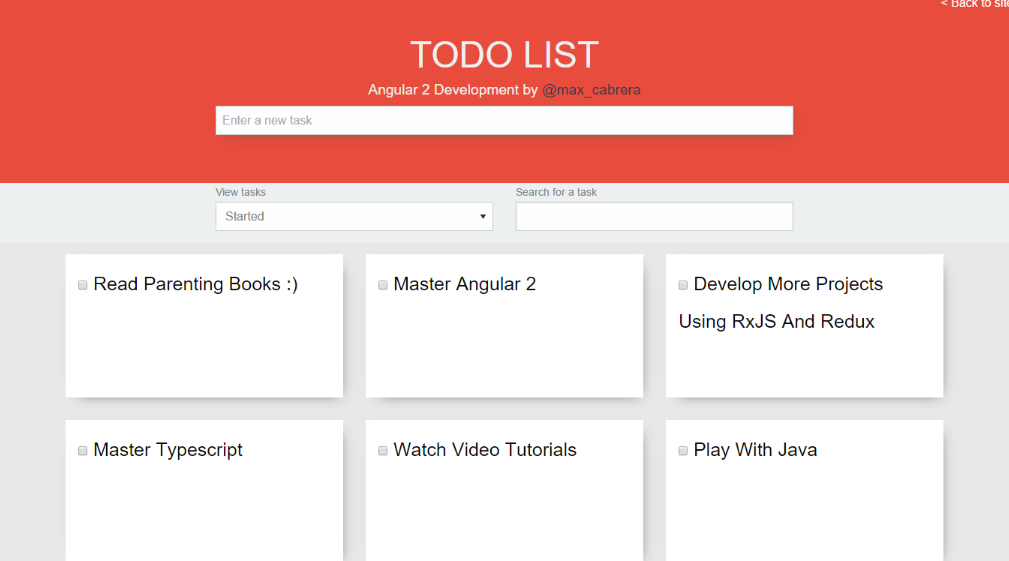 < Back to site
TODO LIST
Angular 2 Development by @max_cabrera
Enter a new task
View tasks
Search for a task
Started
Read Parenting Books :)
Master Angular 2
Develop More Projects
Using RxJS And Redux
Master Typescript
Watch Video Tutorials
Play With Java